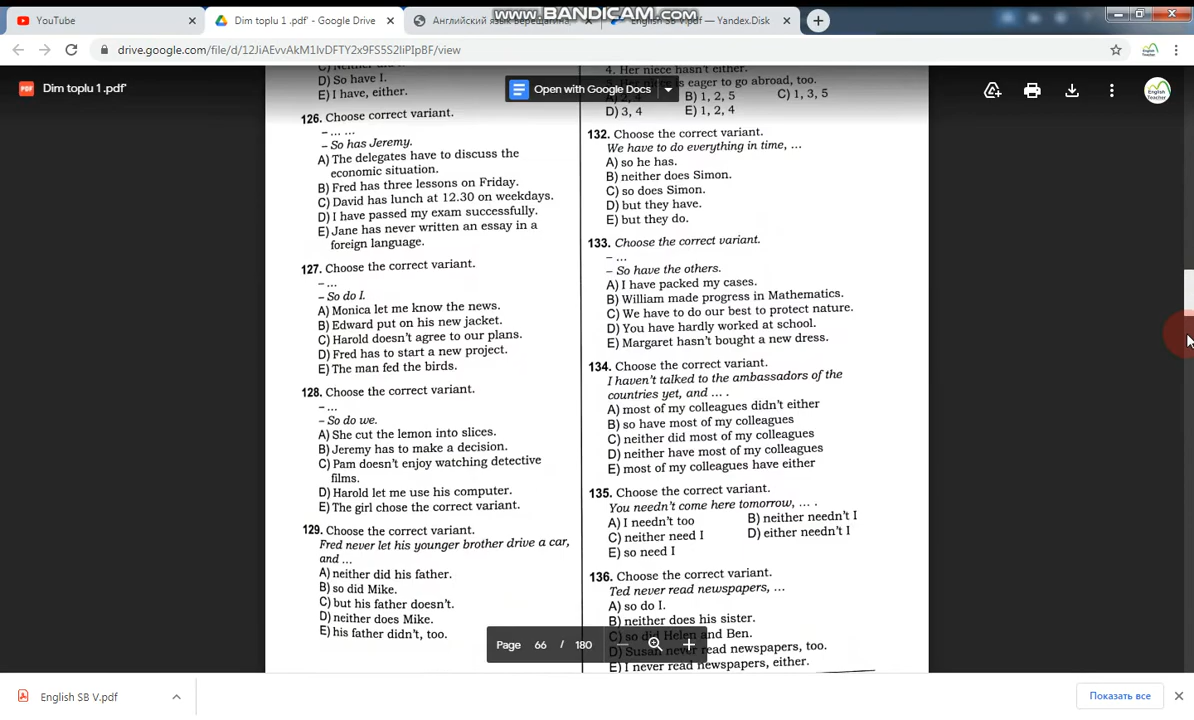 www.BANDICAM.com
YouTube
Dim toplu 1 .pdf' - Google Drive
Английский язык Верещагина,
English SB V.pdf — Yandex.Disk
drive.google.com/file/d/12JiAEvvAkM1lvDFTY2x9FS5S2liPIpBF/view
PDF
Dim toplu 1.pdf'
Open with Google Docs
English Teacher
D) So have I.
E) I have, either.
126. Choose correct variant.
– ... ...
– So has Jeremy.
A) The delegates have to discuss the
economic situation.
B) Fred has three lessons on Friday.
C) David has lunch at 12.30 on weekdays.
D) I have passed my exam successfully.
E) Jane has never written an essay in a
foreign language.
127. Choose the correct variant.
– ...
– So do I.
A) Monica let me know the news.
B) Edward put on his new jacket.
C) Harold doesn't agree to our plans.
D) Fred has to start a new project.
E) The man fed the birds.
128. Choose the correct variant.
– ...
– So do we.
A) She cut the lemon into slices.
B) Jeremy has to make a decision.
C) Pam doesn't enjoy watching detective
films.
D) Harold let me use his computer.
E) The girl chose the correct variant.
129. Choose the correct variant.
Fred never let his younger brother drive a car,
and ...
A) neither did his father.
B) so did Mike.
C) but his father doesn't.
D) neither does Mike.
E) his father didn't, too.
4. Her niece hasn't either.
Her niece is eager to go abroad, too.
A) 2, 4 B) 1, 2, 5 C) 1, 3, 5
D) 3, 4 E) 1, 2, 4
132. Choose the correct variant.
We have to do everything in time, ...
A) so he has.
B) neither does Simon.
C) so does Simon.
D) but they have.
E) but they do.
133. Choose the correct variant.
– ...
– So have the others.
A) I have packed my cases.
B) William made progress in Mathematics.
C) We have to do our best to protect nature.
D) You have hardly worked at school.
E) Margaret hasn't bought a new dress.
134. Choose the correct variant.
I haven't talked to the ambassadors of the
countries yet, and ... .
A) most of my colleagues didn't either
B) so have most of my colleagues
C) neither did most of my colleagues
D) neither have most of my colleagues
E) most of my colleagues have either
135. Choose the correct variant.
You needn't come here tomorrow, ... .
A) I needn't too B) neither needn't I
C) neither need I D) either needn't I
E) so need I
136. Choose the correct variant.
Ted never read newspapers, ...
A) so do I.
B) neither does his sister.
C) so did Helen and Ben.
D) Susan never read newspapers, too.
E) I never read newspapers, either.
Page 66 / 180
English SB V.pdf
Показать все